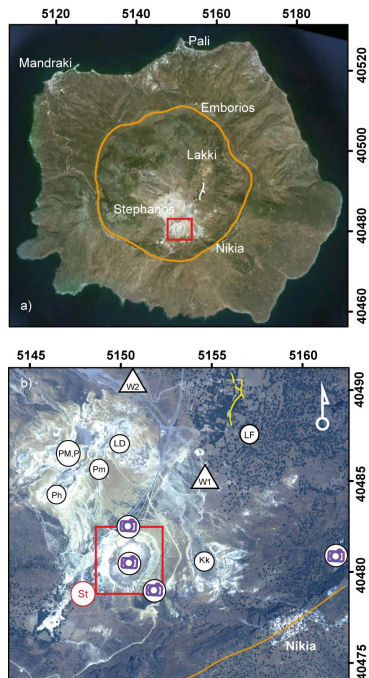 5120 5140 5160 5180
Pali
Mandraki
40520
Emborios
40500
Lakki
Stephanos
40480
Nikia
40460
a)
5145 5150 5155 5160
b)
W2
40490
LD
LF
PM,P
Pm
W1
40485
Ph
Kk
40480
St
Nikia
40475